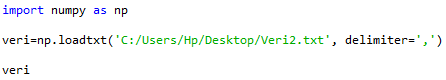 import numpy as np
veri=np.loadtxt('C:/Users/Hp/Desktop/Veri2.txt', delimiter=',')
veri